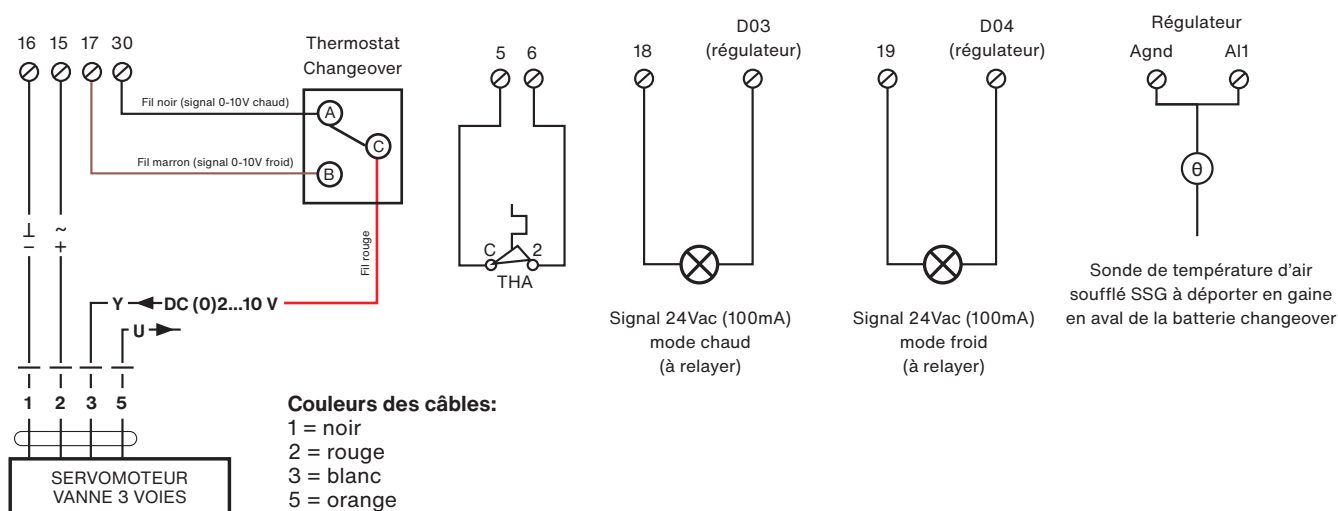 16 15 17 30
Thermostat
Changeover
Fil noir (signal 0-10V chaud)
A
C
Fil marron (signal 0-10V froid)
B
Fil rouge
⊥ ~
– +
Y DC (0)2...10 V
U
1 2 3 5
SERVOMOTEUR
VANNE 3 VOIES
Couleurs des câbles:
1 = noir
2 = rouge
3 = blanc
5 = orange
5 6
C 2
THA
18
D03
(régulateur)
Signal 24Vac (100mA)
mode chaud
(à relayer)
19
D04
(régulateur)
Signal 24Vac (100mA)
mode froid
(à relayer)
Régulateur
Agnd AI1
θ
Sonde de température d’air
soufflé SSG à déporter en gaine
en aval de la batterie changeover